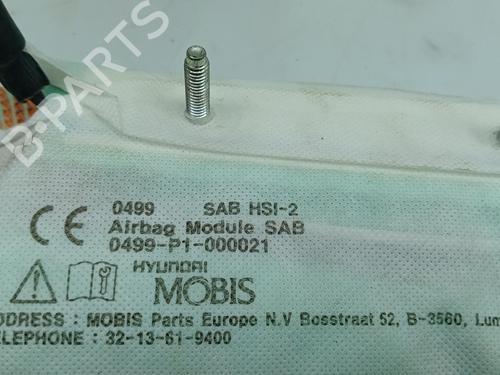 0499 SAB HSI-2
CE Airbag Module SAB
0499-P1-000021
HYUNDAI
MOBIS
DDRESS : MOBIS Parts Europe N.V Bosstraat 52, B-3560, Lum
ELEPHONE : 32-13-61-9400
B